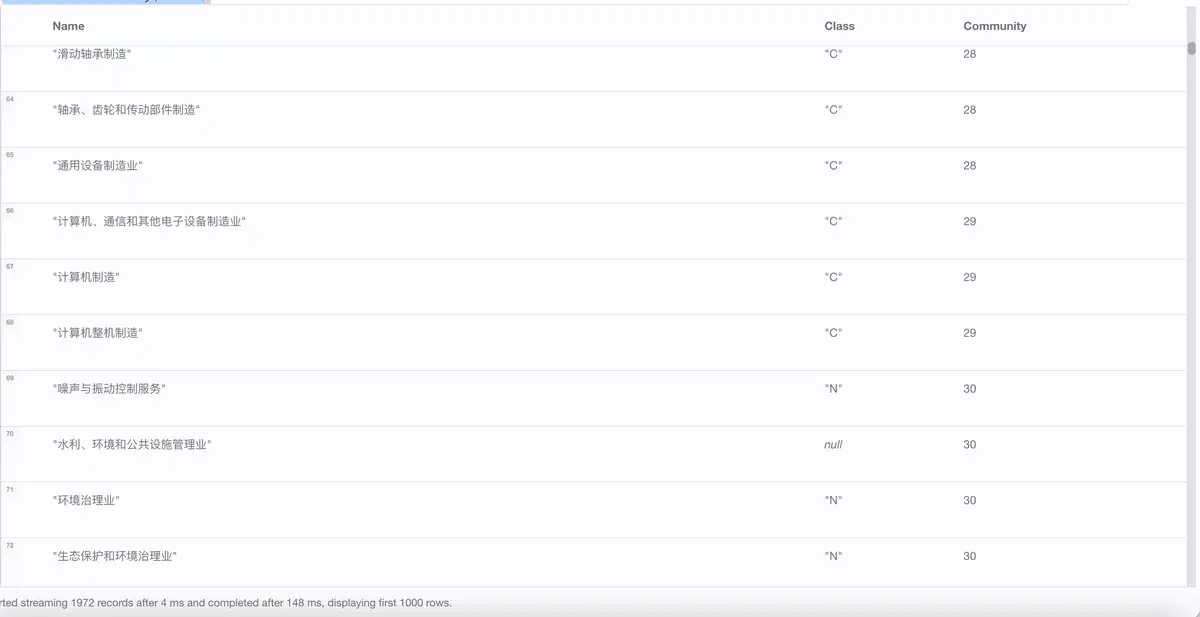 Name Class Community
"滑动轴承制造" "C" 28
64 "轴承、齿轮和传动部件制造" "C" 28
65 "通用设备制造业" "C" 28
66 "计算机、通信和其他电子设备制造业" "C" 29
67 "计算机制造" "C" 29
68 "计算机整机制造" "C" 29
69 "噪声与振动控制服务" "N" 30
70 "水利、环境和公共设施管理业" null 30
71 "环境治理业" "N" 30
72 "生态保护和环境治理业" "N" 30
rted streaming 1972 records after 4 ms and completed after 148 ms, displaying first 1000 rows.